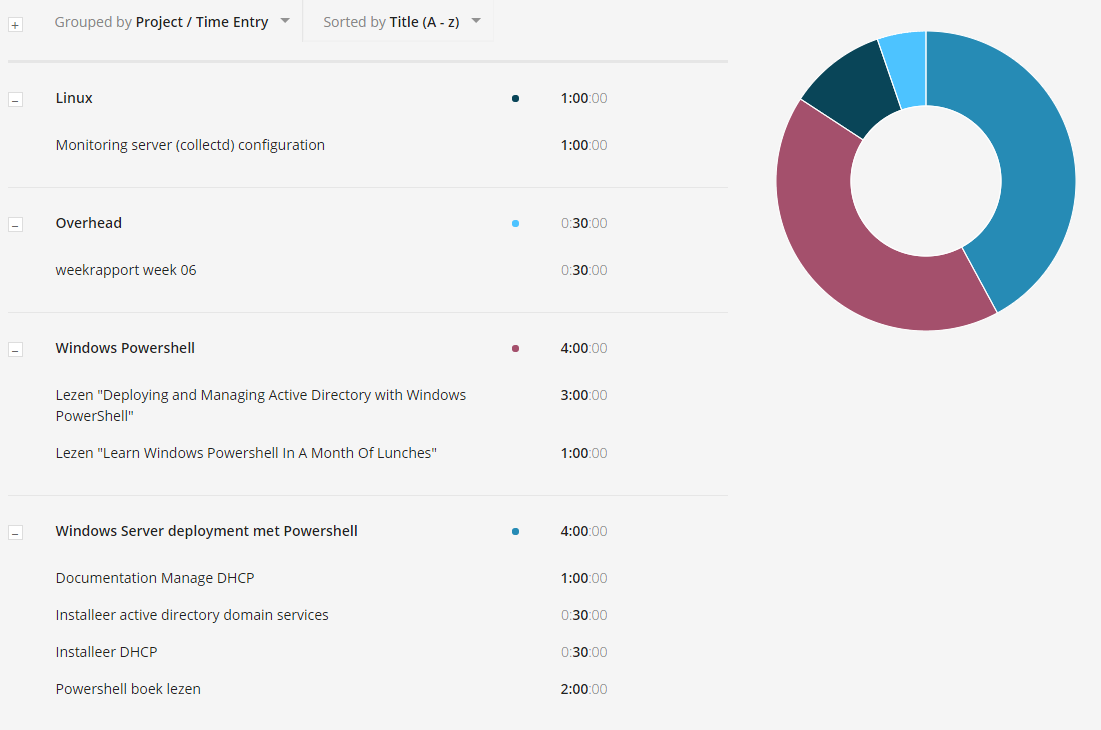 Grouped by Project / Time Entry Sorted by Title (A - z)
Linux 1:00:00
Monitoring server (collectd) configuration 1:00:00
Overhead 0:30:00
weekrapport week 06 0:30:00
Windows Powershell 4:00:00
Lezen "Deploying and Managing Active Directory with Windows 3:00:00
PowerShell"
Lezen "Learn Windows Powershell In A Month Of Lunches" 1:00:00
Windows Server deployment met Powershell 4:00:00
Documentation Manage DHCP 1:00:00
Installeer active directory domain services 0:30:00
Installeer DHCP 0:30:00
Powershell boek lezen 2:00:00